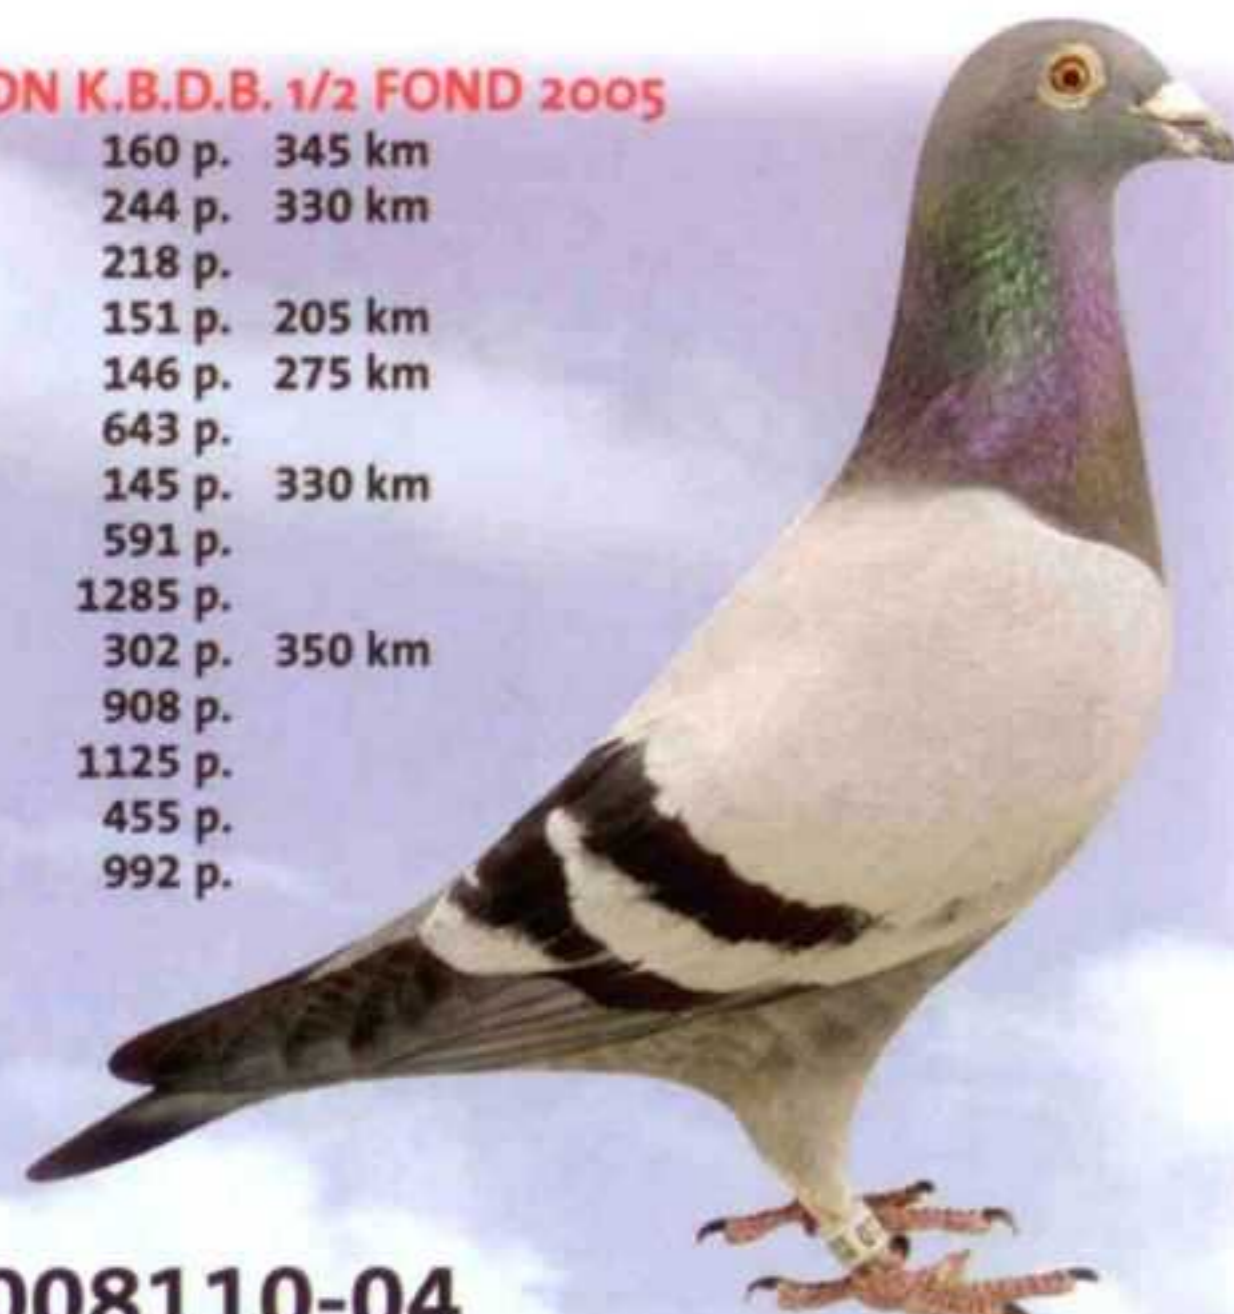 ON K.B.D.B. 1/2 FOND 2005
160 p. 345 km
244 p. 330 km
218 p.
151 p. 205 km
146 p. 275 km
643 p.
145 p. 330 km
591 p.
1285 p.
302 p. 350 km
908 p.
1125 p.
455 p.
992 p.
008110-04